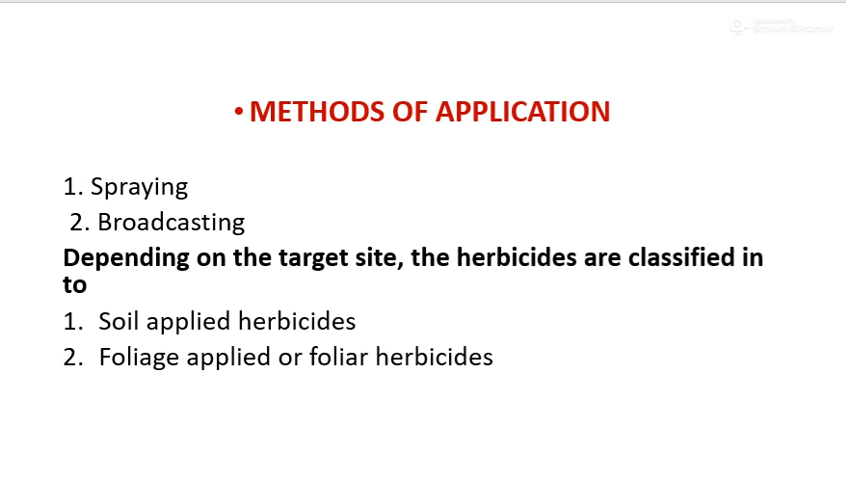 • METHODS OF APPLICATION
1. Spraying
2. Broadcasting
Depending on the target site, the herbicides are classified in
to
1. Soil applied herbicides
2. Foliage applied or foliar herbicides